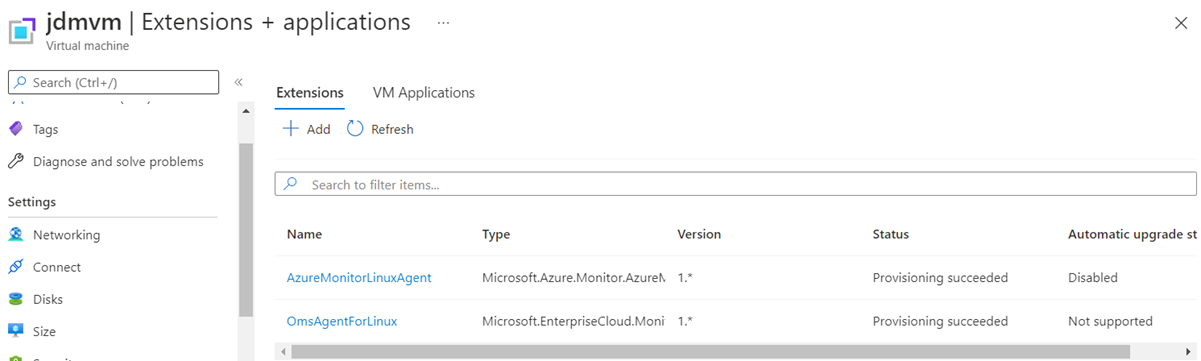 jdmvm | Extensions + applications ...
Virtual machine
Search (Ctrl+/) «
Extensions VM Applications
Tags
Add Refresh
Diagnose and solve problems
Search to filter items...
Settings
Networking
Name Type Version Status Automatic upgrade st
Connect
AzureMonitorLinuxAgent Microsoft.Azure.Monitor.AzureM 1.* Provisioning succeeded Disabled
Disks
OmsAgentForLinux Microsoft.EnterpriseCloud.Moni 1.* Provisioning succeeded Not supported
Size